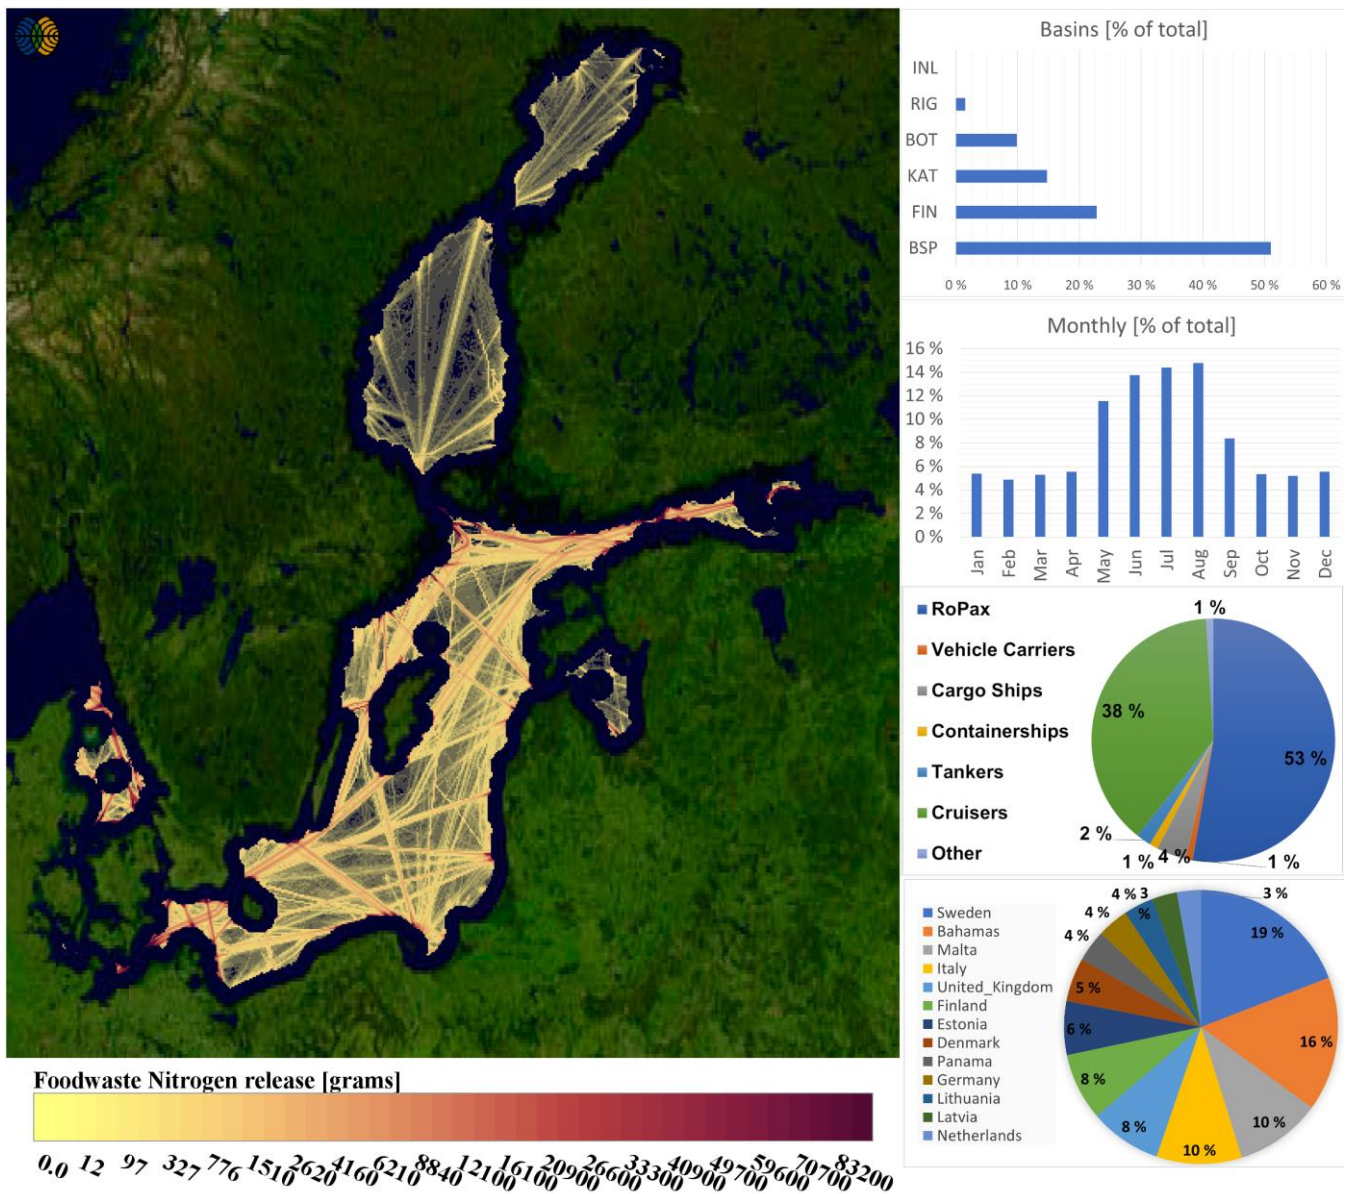 Basins [% of total]
INL
RIG
BOT
KAT
FIN
BSP
0 % 10 % 20 % 30 % 40 % 50 % 60 %
Monthly [% of total]
16 %
14 %
12 %
10 %
8 %
6 %
4 %
2 %
0 %
Jan Feb Mar Apr May Jun Jul Aug Sep Oct Nov Dec
RoPax
Vehicle Carriers
Cargo Ships
Containerships
Tankers
Cruisers
Other
1 %
38 %
53 %
2 %
1 % 4 % 1 %
Sweden
Bahamas
Malta
Italy
United_Kingdom
Finland
Estonia
Denmark
Panama
Germany
Lithuania
Latvia
Netherlands
4 % 3 % 3 %
4 %
19 %
4 %
5 %
6 %
16 %
8 %
8 %
10 %
10 %
Foodwaste Nitrogen release [grams]
0.0 12 97 327 776 1510 2620 4160 6210 8840 12100 16100 20900 26600 33300 40900 49700 59600 70700 83200